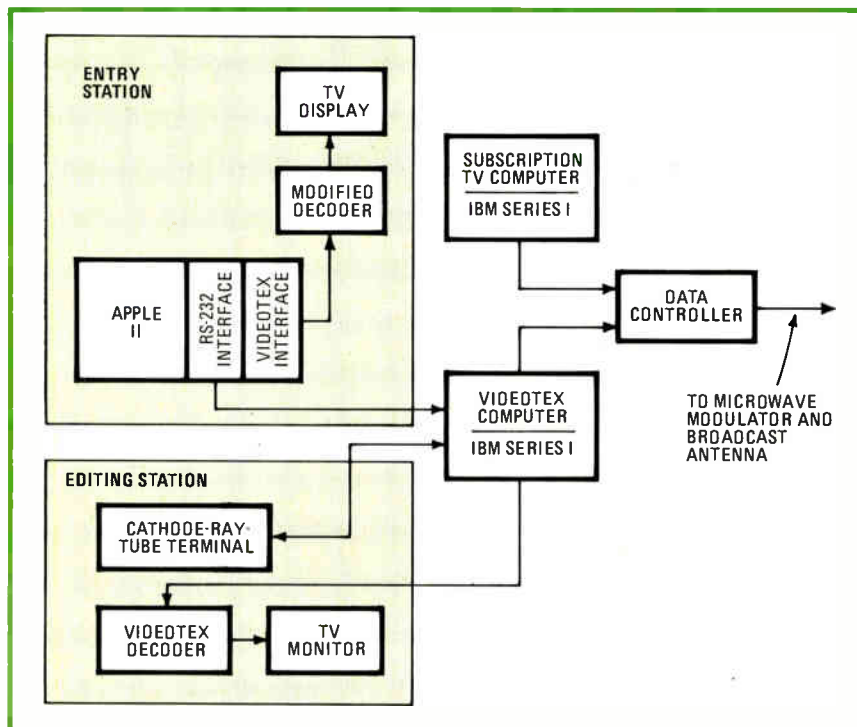 ENTRY
STATION
TV
DISPLAY
MODIFIED
DECODER
APPLE
II
RS-232
INTERFACE
VIDEOTEX
INTERFACE
SUBSCRIPTION
TV COMPUTER
IBM SERIES I
DATA
CONTROLLER
VIDEOTEX
COMPUTER
IBM SERIES I
TO MICROWAVE
MODULATOR AND
BROADCAST
ANTENNA
EDITING STATION
CATHODE-RAY-
TUBE TERMINAL
VIDEOTEX
DECODER
TV
MONITOR